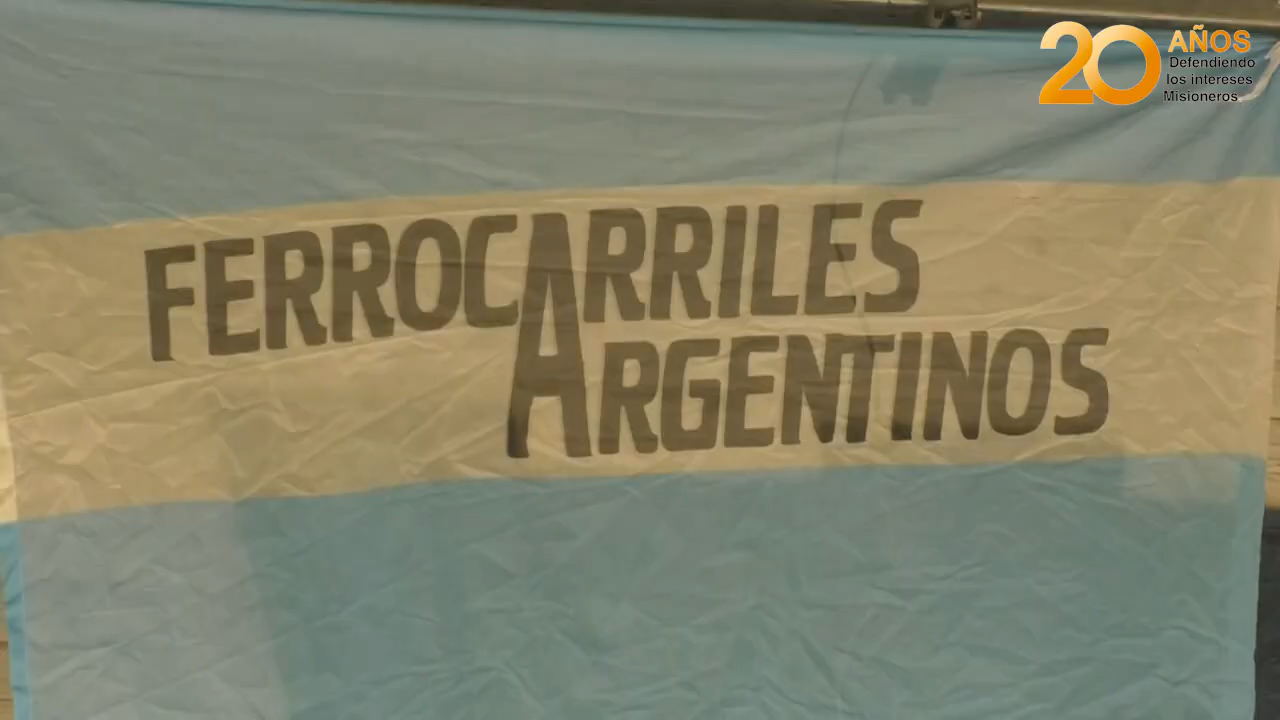 20 AÑOS
Defendiendo
los intereses
Misioneros
FERROCARRILES
ARGENTINOS